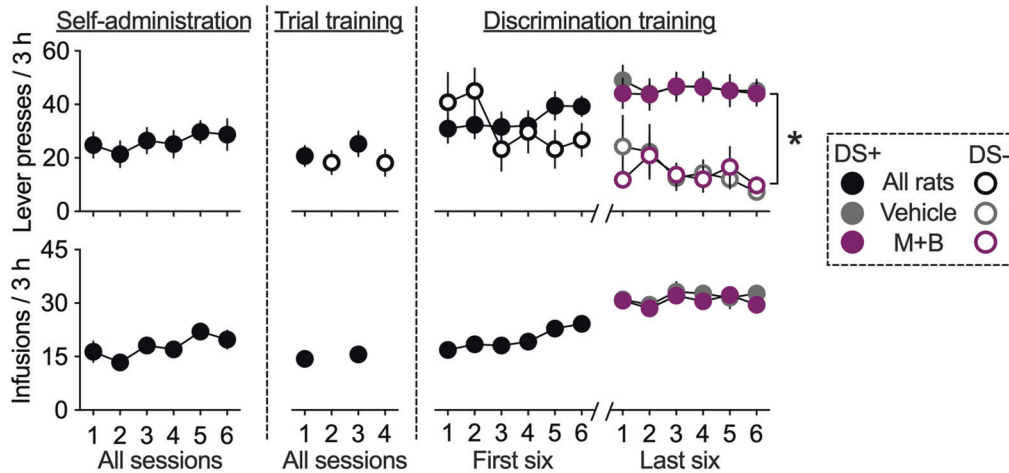 Self-administration Trial training Discrimination training
Lever presses / 3 h
60
40
20
0
*
DS+ DS-
All rats
Vehicle
M+B
Infusions / 3 h
45
30
15
0
1 2 3 4 5 6 1 2 3 4 1 2 3 4 5 6 1 2 3 4 5 6
All sessions All sessions First six Last six